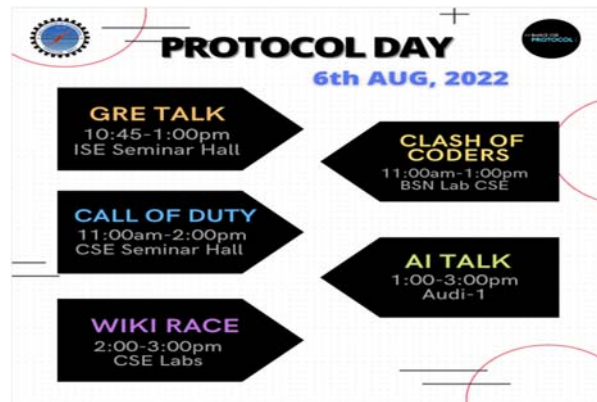 PROTOCOL DAY
6th AUG, 2022
GRE TALK
10:45-1:00pm
ISE Seminar Hall
CLASH OF
CODERS
11:00am-1:00pm
BSN Lab CSE
CALL OF DUTY
11:00am-2:00pm
CSE Seminar Hall
AI TALK
1:00-3:00pm
Audi-1
WIKI RACE
2:00-3:00pm
CSE Labs
PROTOCOL